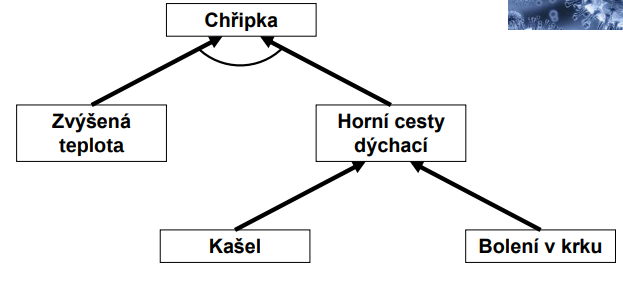 Chřipka
Zvýšená
teplota
Horní cesty
dýchací
Kašel
Bolení v krku